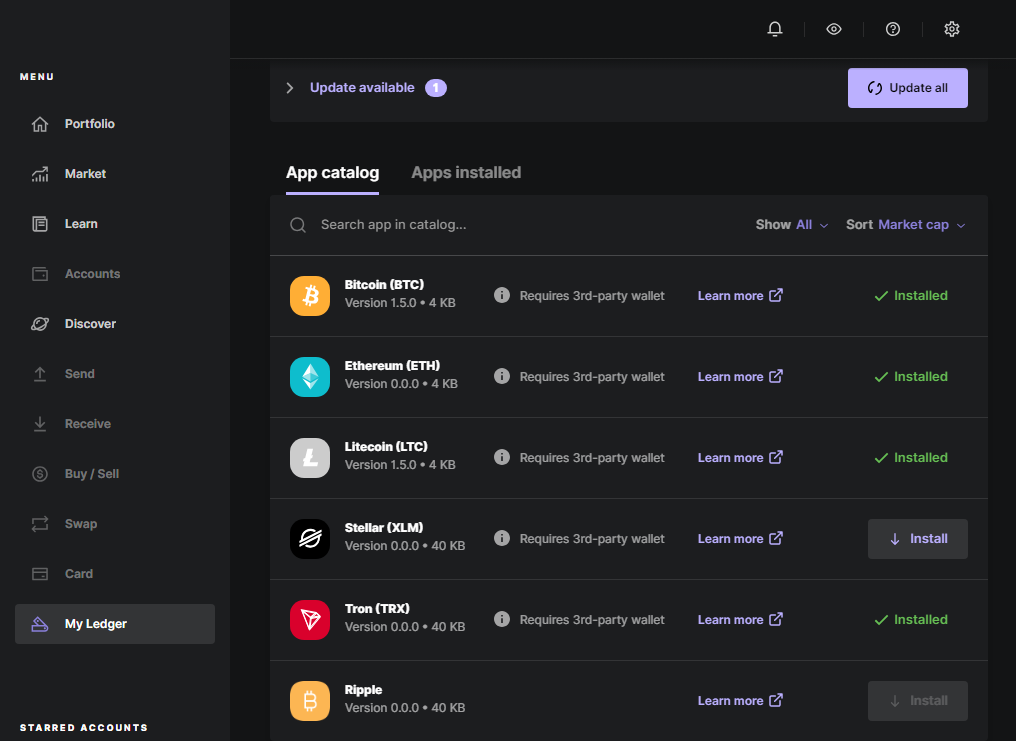 MENU
Portfolio
Market
Learn
Accounts
Discover
Send
Receive
Buy / Sell
Swap
Card
My Ledger
STARRED ACCOUNTS
Update available 1
Update all
App catalog Apps installed
Search app in catalog... Show All Sort Market cap
Bitcoin (BTC)
Version 1.5.0 • 4 KB
Requires 3rd-party wallet Learn more Installed
Ethereum (ETH)
Version 0.0.0 • 4 KB
Requires 3rd-party wallet Learn more Installed
Litecoin (LTC)
Version 1.5.0 • 4 KB
Requires 3rd-party wallet Learn more Installed
Stellar (XLM)
Version 0.0.0 • 40 KB
Requires 3rd-party wallet Learn more Install
Tron (TRX)
Version 0.0.0 • 40 KB
Requires 3rd-party wallet Learn more Installed
Ripple
Version 0.0.0 • 40 KB
Learn more Install